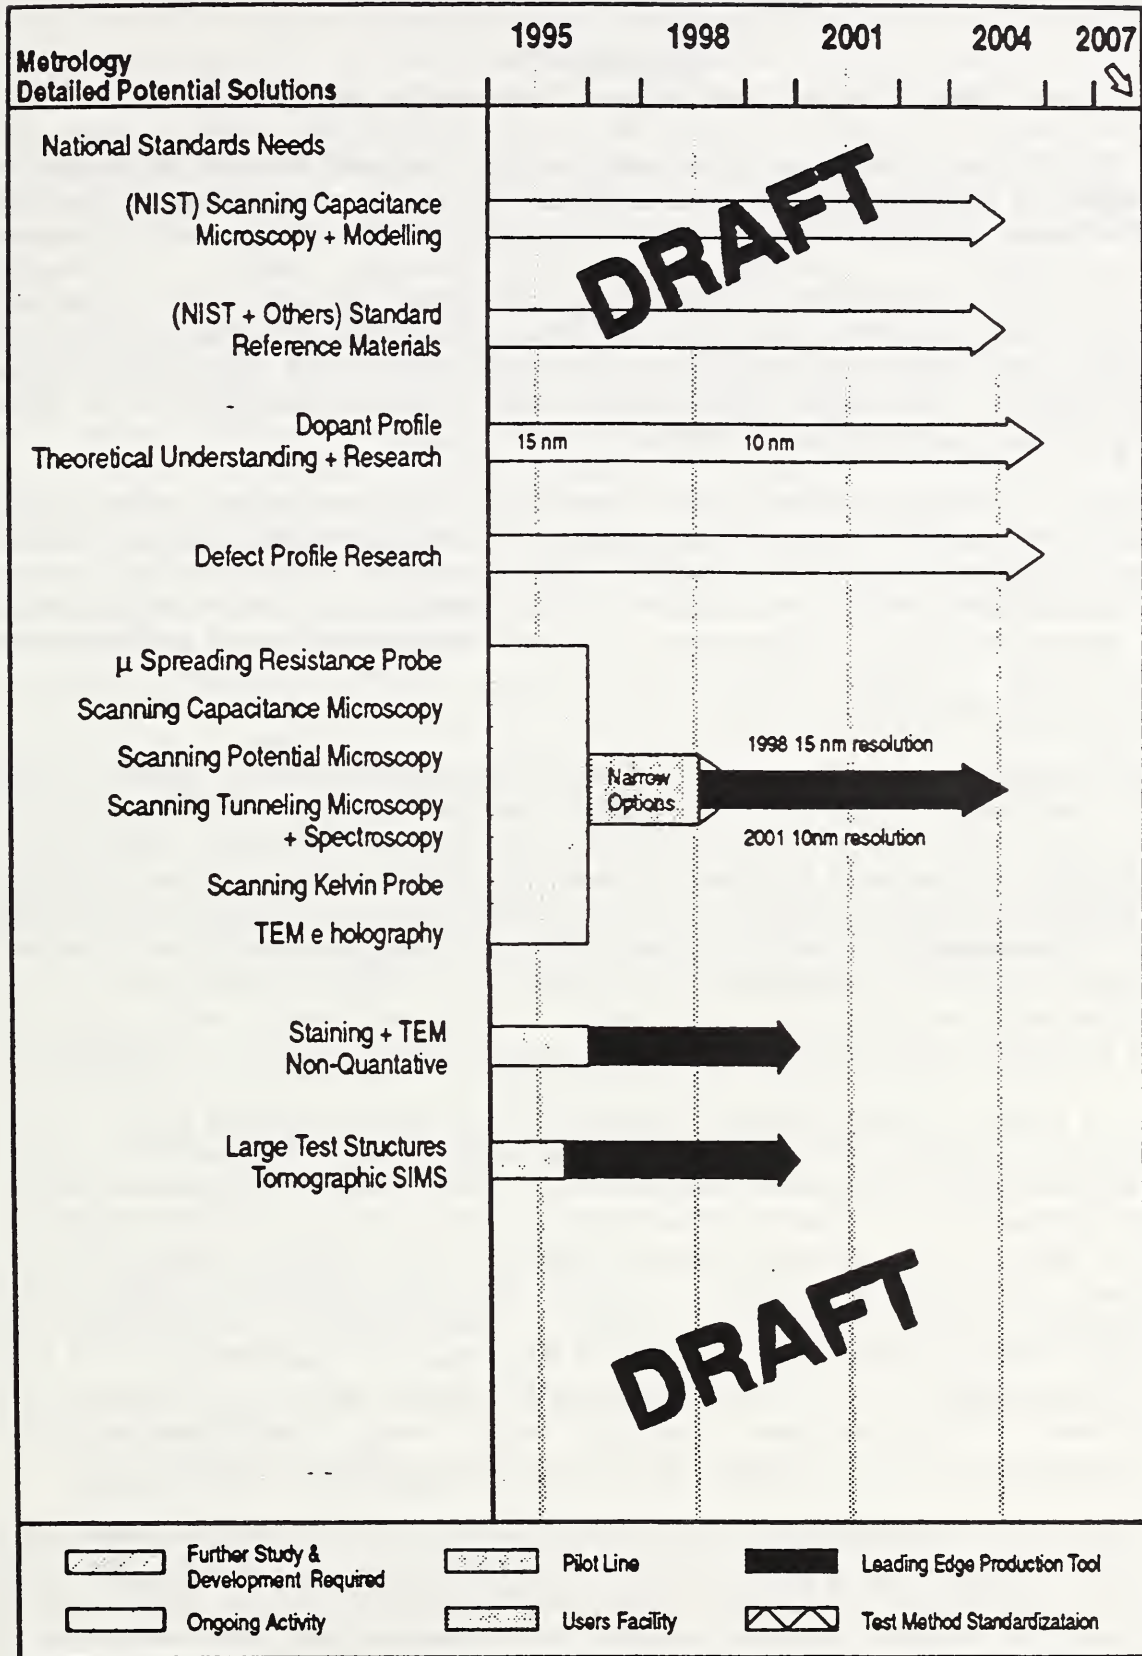 1995 1998 2001 2004 2007
Metrology
Detailed Potential Solutions
National Standards Needs
(NIST) Scanning Capacitance
Microscopy + Modelling
DRAFT
(NIST + Others) Standard
Reference Materials
Dopant Profile
Theoretical Understanding + Research
15 nm 10 nm
Defect Profile Research
μ Spreading Resistance Probe
Scanning Capacitance Microscopy
Scanning Potential Microscopy
Scanning Tunneling Microscopy
+ Spectroscopy
Scanning Kelvin Probe
TEM e holography
Narrow
Options
1998 15 nm resolution
2001 10nm resolution
Staining + TEM
Non-Quantative
Large Test Structures
Tomographic SIMS
DRAFT
Further Study &
Development Required
Pilot Line
Leading Edge Production Tool
Ongoing Activity
Users Facility
Test Method Standardizataion